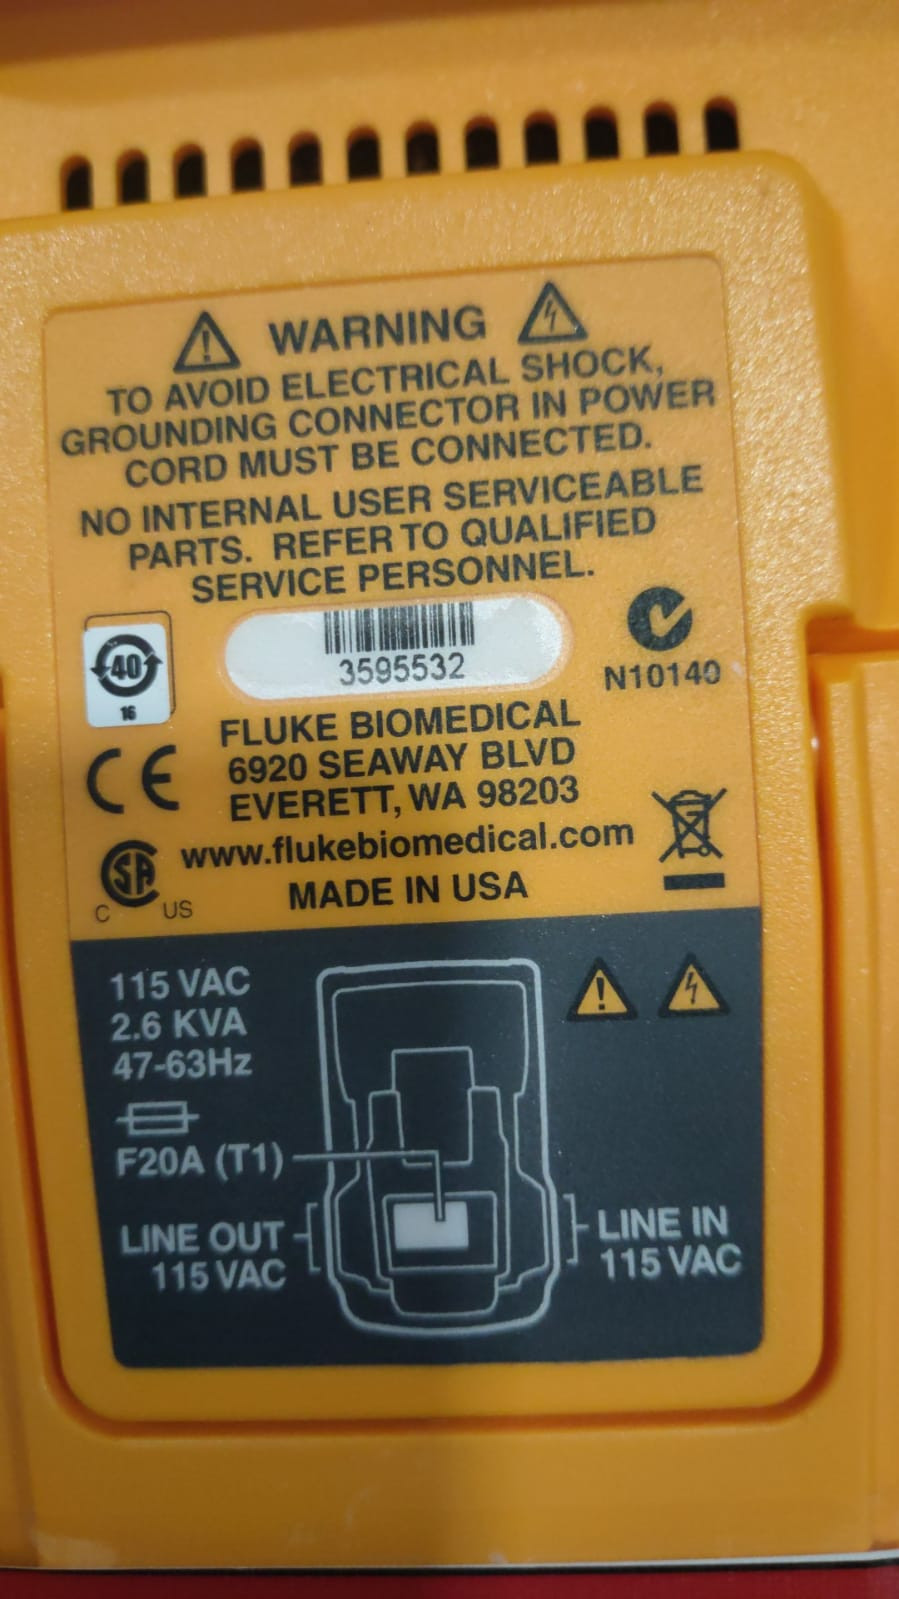 WARNING
TO AVOID ELECTRICAL SHOCK,
GROUNDING CONNECTOR IN POWER
CORD MUST BE CONNECTED.
NO INTERNAL USER SERVICEABLE
PARTS. REFER TO QUALIFIED
SERVICE PERSONNEL.
40
16
3595532
N10140
FLUKE BIOMEDICAL
6920 SEAWAY BLVD
EVERETT, WA 98203
CE
www.flukebiomedical.com
SA
C US
MADE IN USA
115 VAC
2.6 KVA
47-63Hz
F20A (T1)
LINE OUT
115 VAC
LINE IN
115 VAC